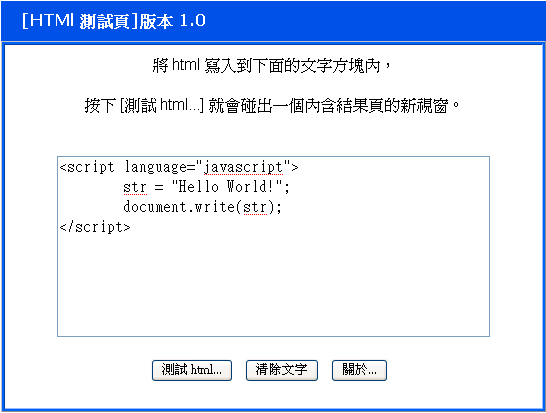 [HTMl 測試頁]版本 1.0
將 html 寫入到下面的文字方塊內，
按下 [測試 html...] 就會碰出一個內含結果頁的新視窗。
<script language="javascript">
        str = "Hello World!";
        document.write(str);
</script>
測試 html... 清除文字 關於...